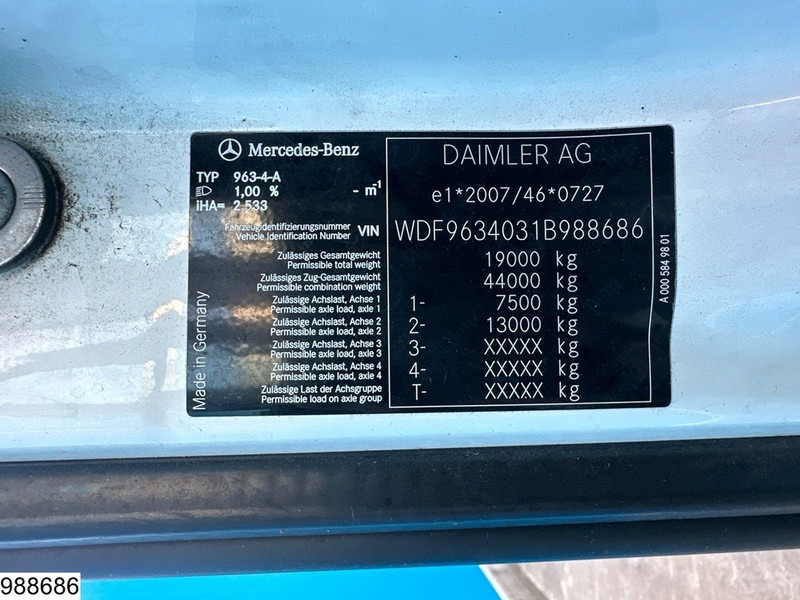 Mercedes-Benz
TYP 963-4-A
1,00 % - m-1
iHA= 2.533
Fahrzeugidentifizierungsnummer
Vehicle Identification Number VIN
Zulässiges Gesamtgewicht
Permissible total weight
Zulässiges Zug-Gesamtgewicht
Permissible combination weight
Zulässige Achslast, Achse 1
Permissible axle load, axle 1
Zulässige Achslast, Achse 2
Permissible axle load, axle 2
Zulässige Achslast, Achse 3
Permissible axle load, axle 3
Zulässige Achslast, Achse 4
Permissible axle load, axle 4
Zulässige Last der Achsgruppe
Permissible load on axle group
Made in Germany
DAIMLER AG
e1*2007/46*0727
WDF9634031B988686
19000 kg
44000 kg
1- 7500 kg
2- 13000 kg
3- XXXXX kg
4- XXXXX kg
T- XXXXX kg
A 000 584 98 01
988686